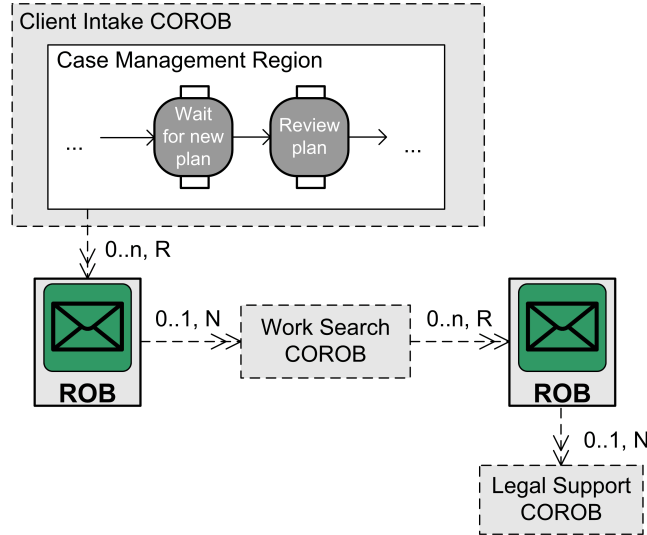 Client Intake COROB
Case Management Region
...
Wait
for new
plan
Review
plan
...
0..n, R
ROB
0..1, N
Work Search
COROB
0..n, R
ROB
0..1, N
Legal Support
COROB